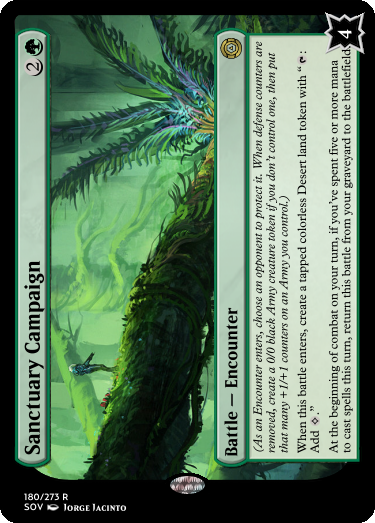 Sanctuary Campaign
2
Battle — Encounter
(As an Encounter enters, choose an opponent to protect it. When defense counters are
removed, create a 0/0 black Army creature token if you don't control one, then put
that many +1/+1 counters on an Army you control.)
When this battle enters, create a tapped colorless Desert land token with “ :
Add .”
At the beginning of combat on your turn, if you've spent five or more mana
to cast spells this turn, return this battle from your graveyard to the battlefield.
4
180/273 R
SOV Jorge Jacinto